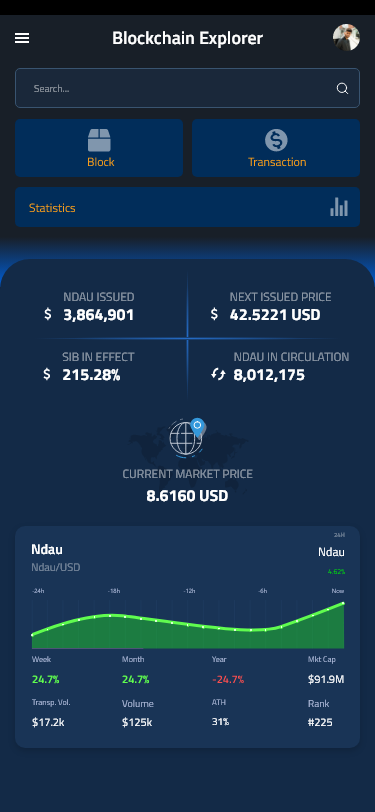 Blockchain Explorer
Search...
Block
Transaction
Statistics
NDAU ISSUED
$ 3,864,901
NEXT ISSUED PRICE
$ 42.5221 USD
SIB IN EFFECT
$ 215.28%
NDAU IN CIRCULATION
8,012,175
CURRENT MARKET PRICE
8.6160 USD
24H
Ndau Ndau
Ndau/USD 4.62%
-24h -18h -12h -6h Now
Week Month Year Mkt Cap
24.7% 24.7% -24.7% $91.9M
Transp. Vol. Volume ATH Rank
$17.2k $125k 31% #225